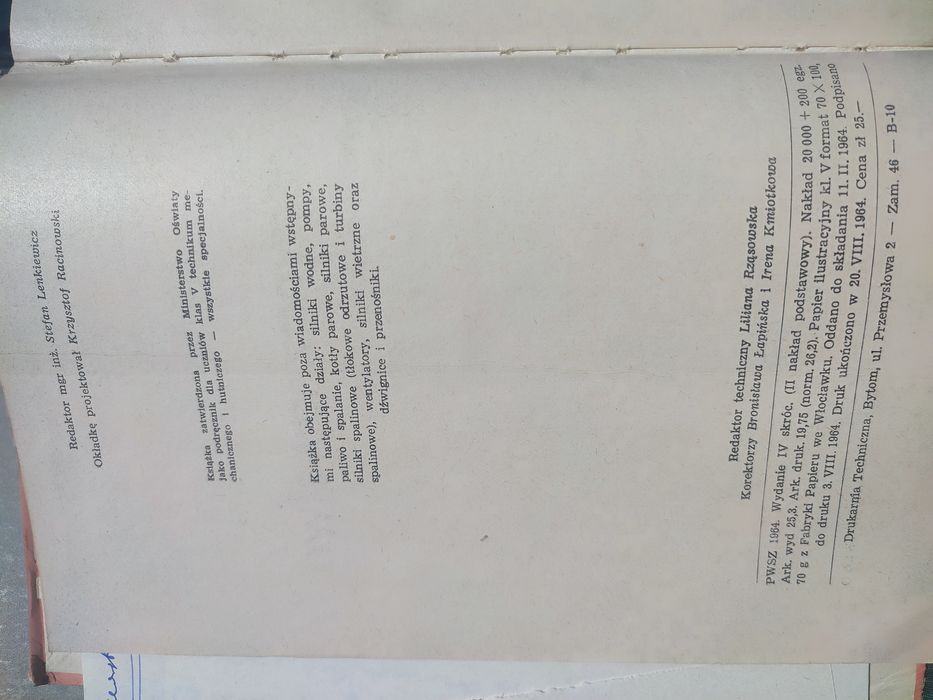 Redaktor mgr inż. Stefan Lenkiewicz
Okładkę projektował Krzysztof Racinowski
Książka zatwierdzona przez Ministerstwo Oświaty
jako podręcznik dla uczniów klas V technikum me-
chanicznego i hutniczego — wszystkie specjalności.
Książka obejmuje poza wiadomościami wstępny-
mi następujące działy: silniki wodne, pompy,
paliwo i spalanie, kotły parowe, silniki parowe,
silniki spalinowe (tłokowe odrzutowe i turbiny
spalinowe), wentylatory, silniki wietrzne oraz
dźwignice i przenośniki.
Redaktor techniczny Liliana Rząsowska
Korektorzy Bronisława Łapińska i Irena Kmiotkowa
PWSZ 1964. Wydanie IV skróc. (II nakład podstawowy). Nakład 20 000 + 200 egz.
Ark. wyd 25,3. Ark. druk. 19,75 (norm. 26,2). Papier ilustracyjny kl. V format 70 X 100,
70 g z Fabryki Papieru we Włocławku. Oddano do składania 11. II. 1964. Podpisano
do druku 3. VIII. 1964. Druk ukończono w 20. VIII. 1964. Cena zł 25.—
Drukarnia Techniczna, Bytom, ul. Przemysłowa 2 — Zam. 46 — B-10